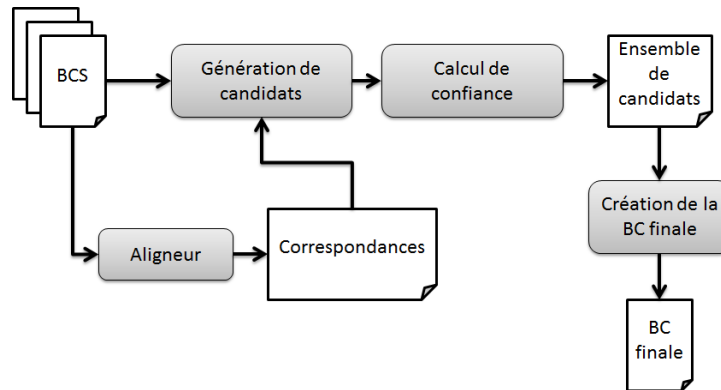 BCS
Génération de
candidats
Calcul de
confiance
Ensemble
de
candidats
Aligneur
Correspondances
Création de la
BC finale
BC
finale